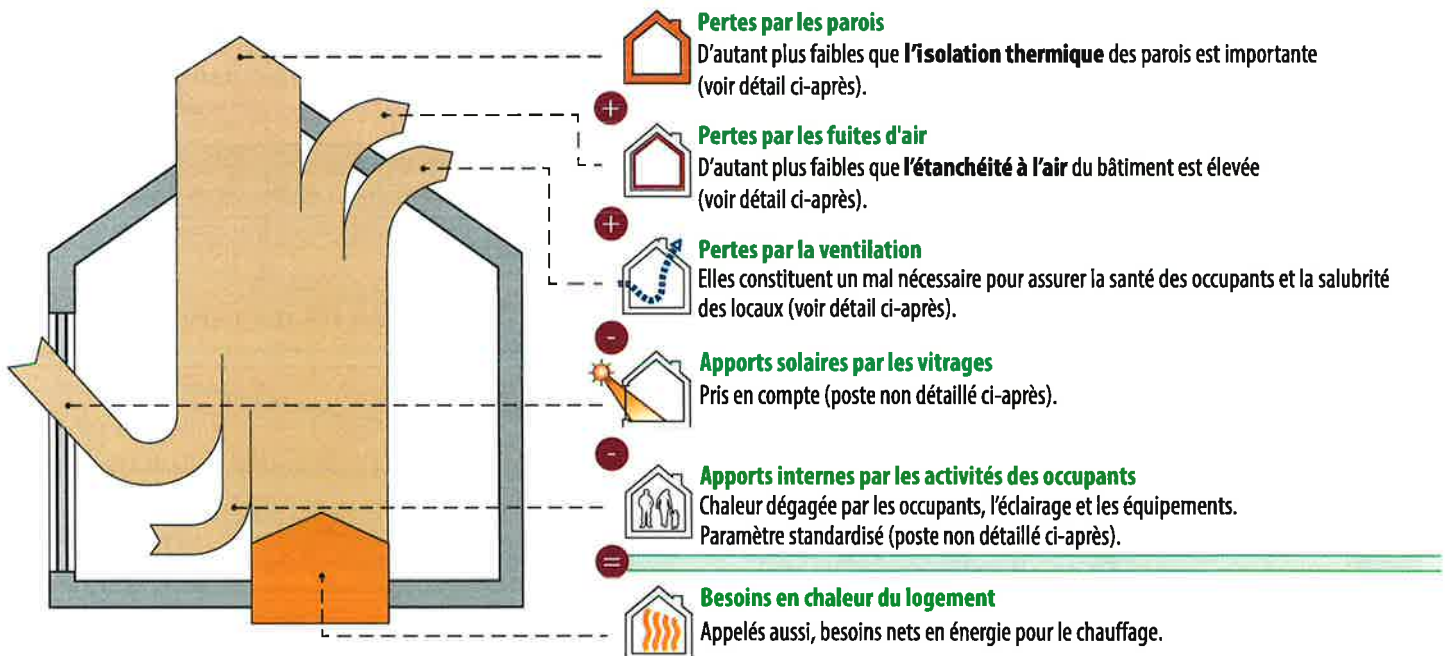 Pertes par les parois
D'autant plus faibles que l'isolation thermique des parois est importante
(voir détail ci-après).
+
Pertes par les fuites d'air
D'autant plus faibles que l'étanchéité à l'air du bâtiment est élevée
(voir détail ci-après).
+
Pertes par la ventilation
Elles constituent un mal nécessaire pour assurer la santé des occupants et la salubrité
des locaux (voir détail ci-après).
-
Apports solaires par les vitrages
Pris en compte (poste non détaillé ci-après).
-
Apports internes par les activités des occupants
Chaleur dégagée par les occupants, l'éclairage et les équipements.
Paramètre standardisé (poste non détaillé ci-après).
=
Besoins en chaleur du logement
Appelés aussi, besoins nets en énergie pour le chauffage.